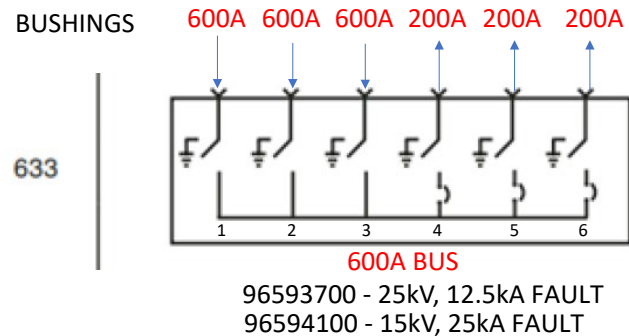 BUSHINGS 600A 600A 600A 200A 200A 200A
633
1 2 3 4 5 6
600A BUS
96593700 - 25kV, 12.5kA FAULT
96594100 - 15kV, 25kA FAULT